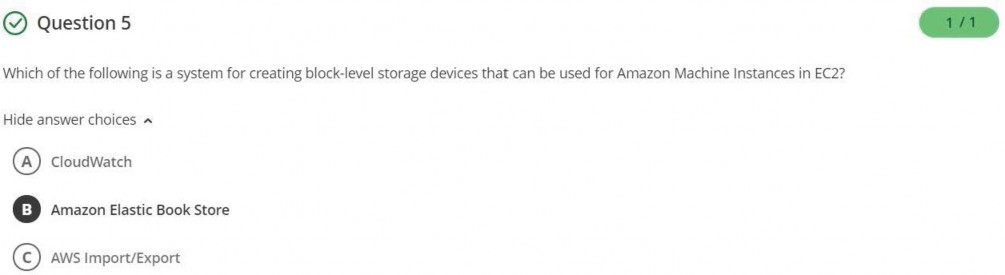 Question 5
1 / 1
Which of the following is a system for creating block-level storage devices that can be used for Amazon Machine Instances in EC2?
Hide answer choices
A CloudWatch
B Amazon Elastic Book Store
C AWS Import/Export